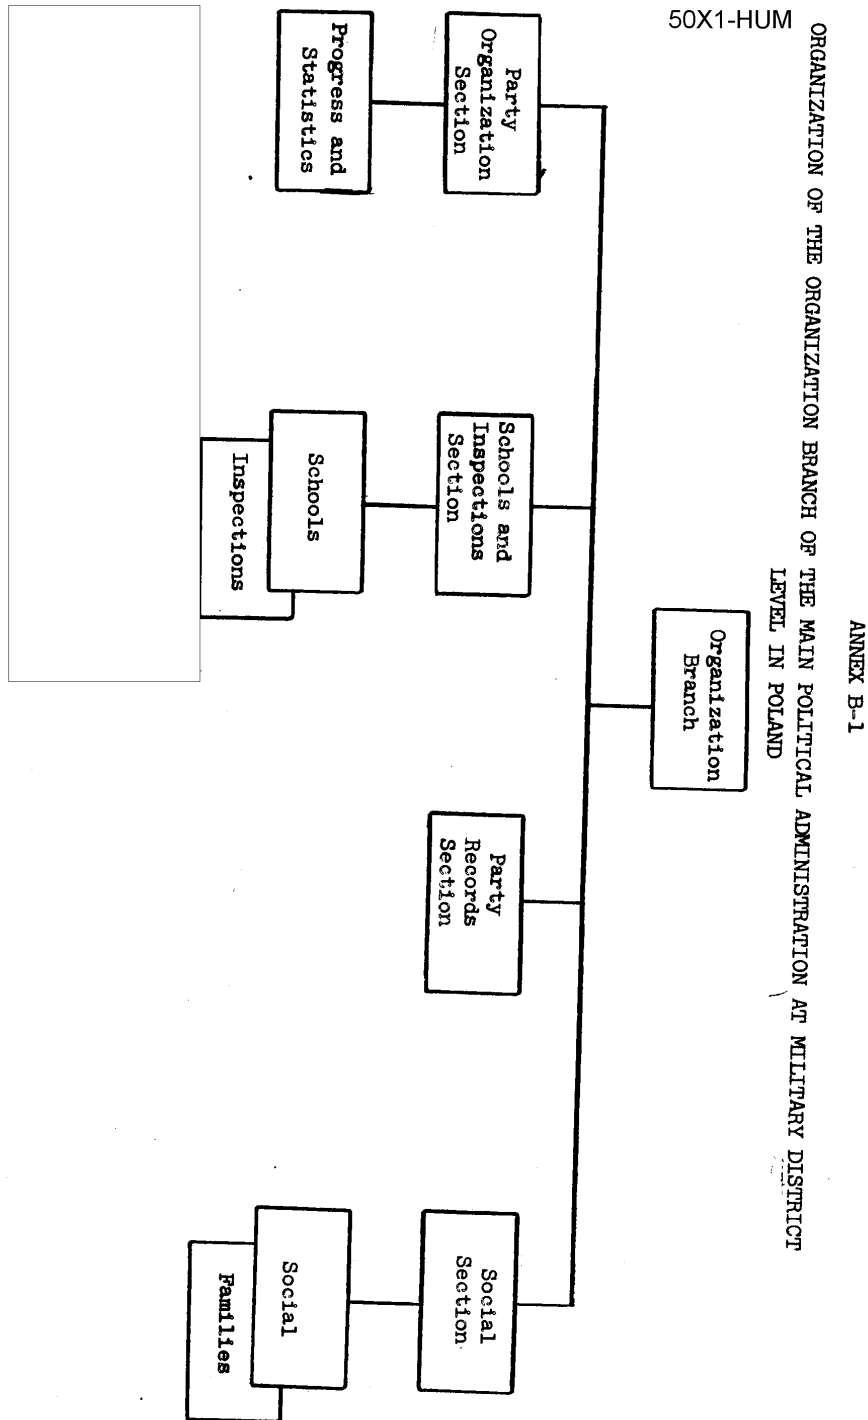 50X1-HUM
ANNEX B-1
ORGANIZATION OF THE ORGANIZATION BRANCH OF THE MAIN POLITICAL ADMINISTRATION AT MILITARY DISTRICT
LEVEL IN POLAND
Organization
Branch
Party
Organization
Section
Schools and
Inspections
Section
Party
Records
Section
Social
Section
Progress and
Statistics
Schools
Inspections
Social
Families